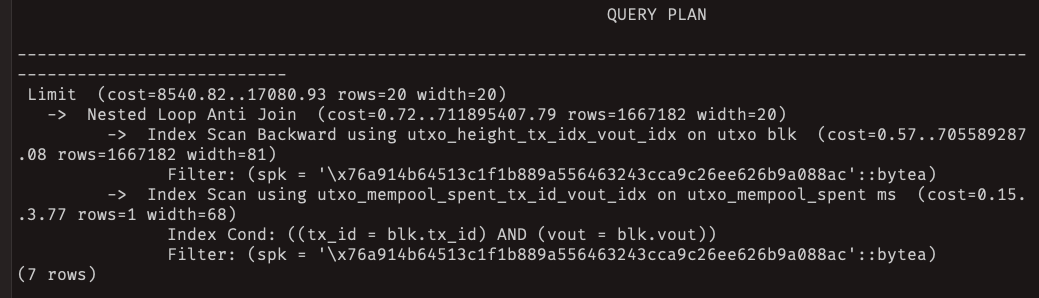 QUERY PLAN
-----------------------------------------------------------------------------------------------------
---------------------------
Limit  (cost=8540.82..17080.93 rows=20 width=20)
  ->  Nested Loop Anti Join  (cost=0.72..711895407.79 rows=1667182 width=20)
        ->  Index Scan Backward using utxo_height_tx_idx_vout_idx on utxo blk  (cost=0.57..705589287
.08 rows=1667182 width=81)
              Filter: (spk = '\x76a914b64513c1f1b889a556463243cca9c26ee626b9a088ac'::bytea)
        ->  Index Scan using utxo_mempool_spent_tx_id_vout_idx on utxo_mempool_spent ms  (cost=0.15.
.3.77 rows=1 width=68)
              Index Cond: ((tx_id = blk.tx_id) AND (vout = blk.vout))
              Filter: (spk = '\x76a914b64513c1f1b889a556463243cca9c26ee626b9a088ac'::bytea)
(7 rows)